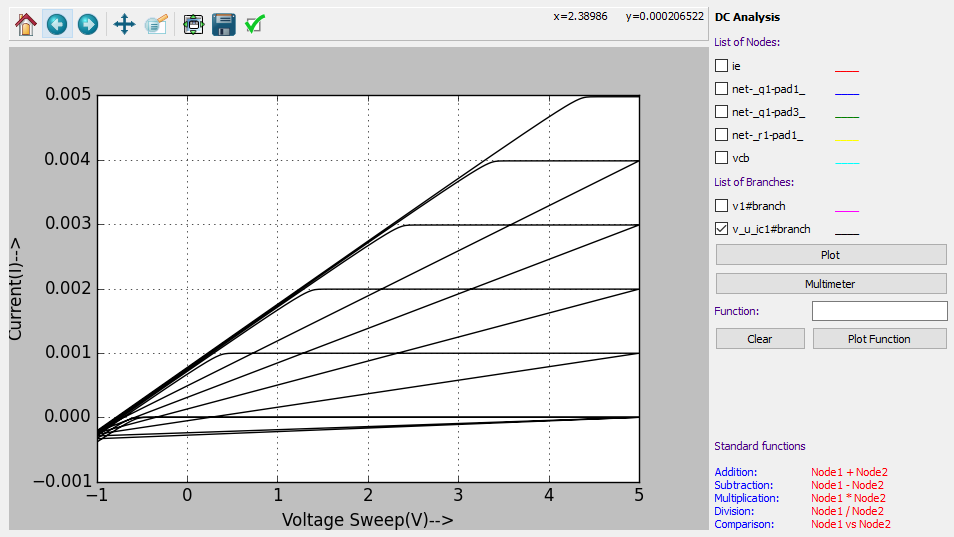 x=2.38986 y=0.000206522
DC Analysis
List of Nodes:
ie
net-_q1-pad1_
net-_q1-pad3_
net-_r1-pad1_
vcb
List of Branches:
v1#branch
v_u_ic1#branch
Plot
Multimeter
Function:
Clear Plot Function
Standard functions
Addition: Node1 + Node2
Subtraction: Node1 - Node2
Multiplication: Node1 * Node2
Division: Node1 / Node2
Comparison: Node1 vs Node2
0.005
0.004
0.003
0.002
0.001
0.000
−0.001
−1 0 1 2 3 4 5
Current(I)-->
Voltage Sweep(V)-->